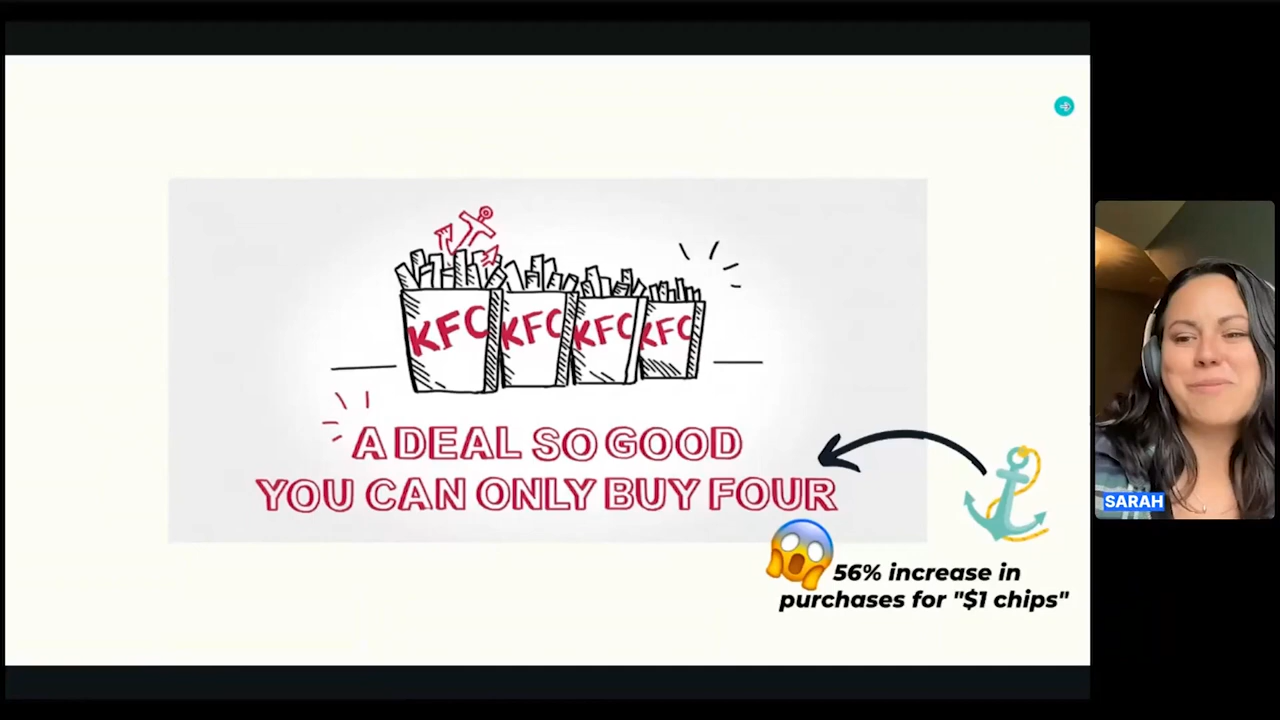 KFC KFC KFC KFC
A DEAL SO GOOD
YOU CAN ONLY BUY FOUR
56% increase in
purchases for "$1 chips"
SARAH